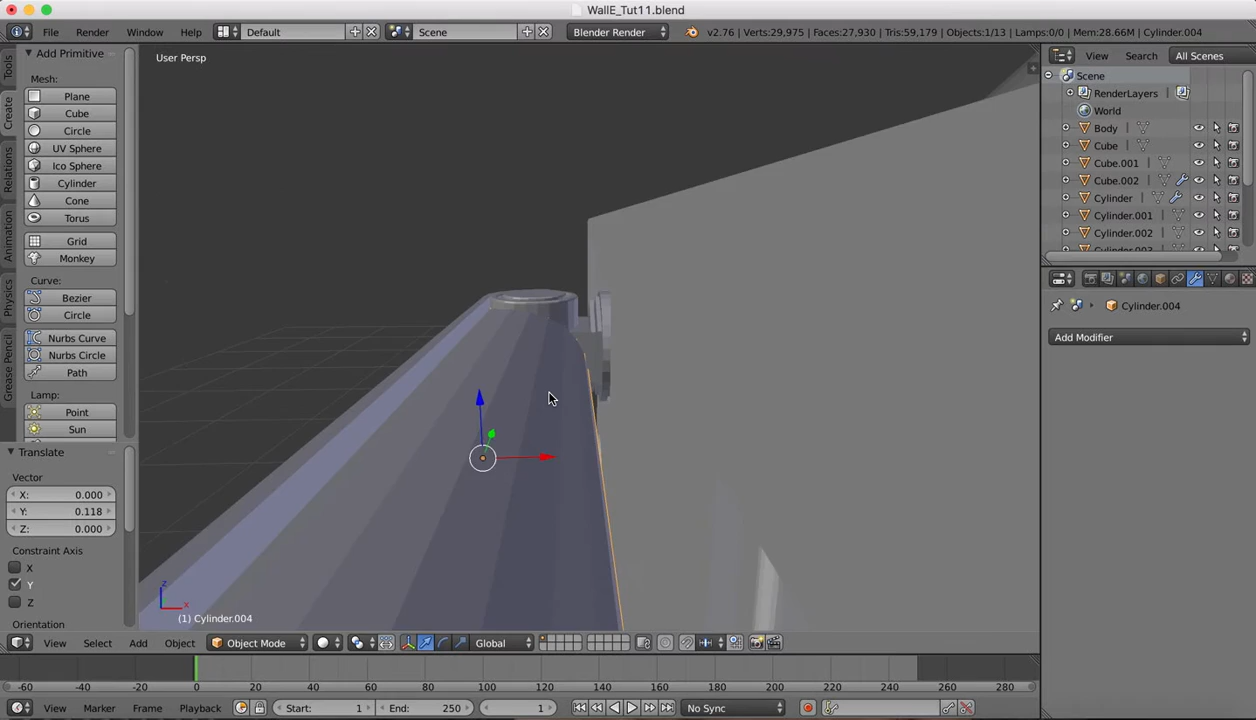 WallE_Tut11.blend
File Render Window Help Default Scene Blender Render v2.76 | Verts:29,975 | Faces:27,930 | Tris:59,179 | Objects:1/13 | Lamps:0/0 | Mem:28.66M | Cylinder.004
Add Primitive
Mesh:
Plane
Cube
Circle
UV Sphere
Ico Sphere
Cylinder
Cone
Torus
Grid
Monkey
Curve:
Bezier
Circle
Nurbs Curve
Nurbs Circle
Path
Lamp:
Point
Sun
Tools
Create
Relations
Animation
Physics
Grease Pencil
Translate
Vector
X: 0.000
Y: 0.118
Z: 0.000
Constraint Axis
X
Y
Z
Orientation
User Persp
z
x
(1) Cylinder.004
View Select Add Object Object Mode Global
View Search All Scenes
Scene
RenderLayers |
World
Body |
Cube |
Cube.001 |
Cube.002 |
Cylinder |
Cylinder.001 |
Cylinder.002 |
Cylinder.003
Cylinder.004
Add Modifier
-60 -40 -20 0 20 40 60 80 100 120 140 160 180 200 220 240 260 280
View Marker Frame Playback Start: 1 End: 250 1 No Sync